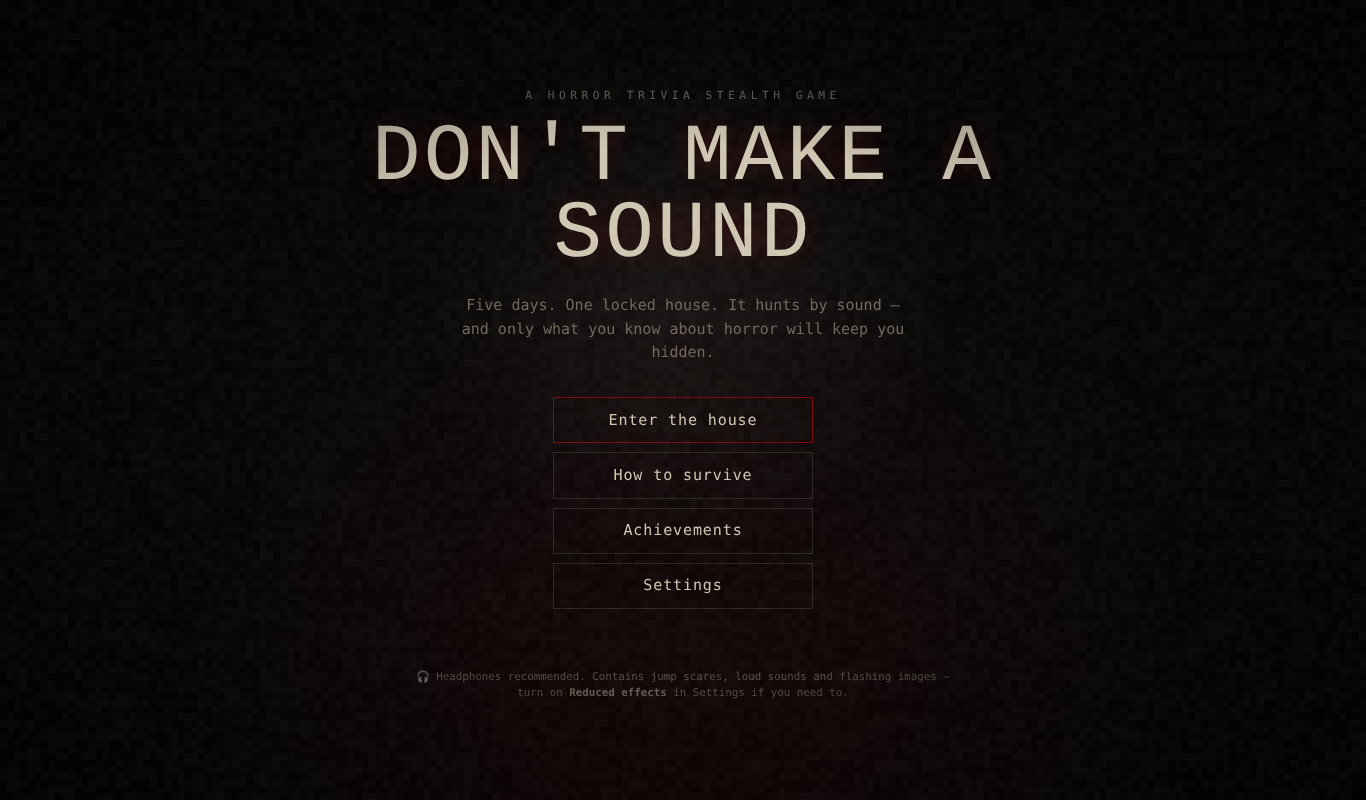 A HORROR TRIVIA STEALTH GAME
DON'T MAKE A
SOUND
Five days. One locked house. It hunts by sound —
and only what you know about horror will keep you
hidden.
Enter the house
How to survive
Achievements
Settings
🎧 Headphones recommended. Contains jump scares, loud sounds and flashing images —
turn on Reduced effects in Settings if you need to.